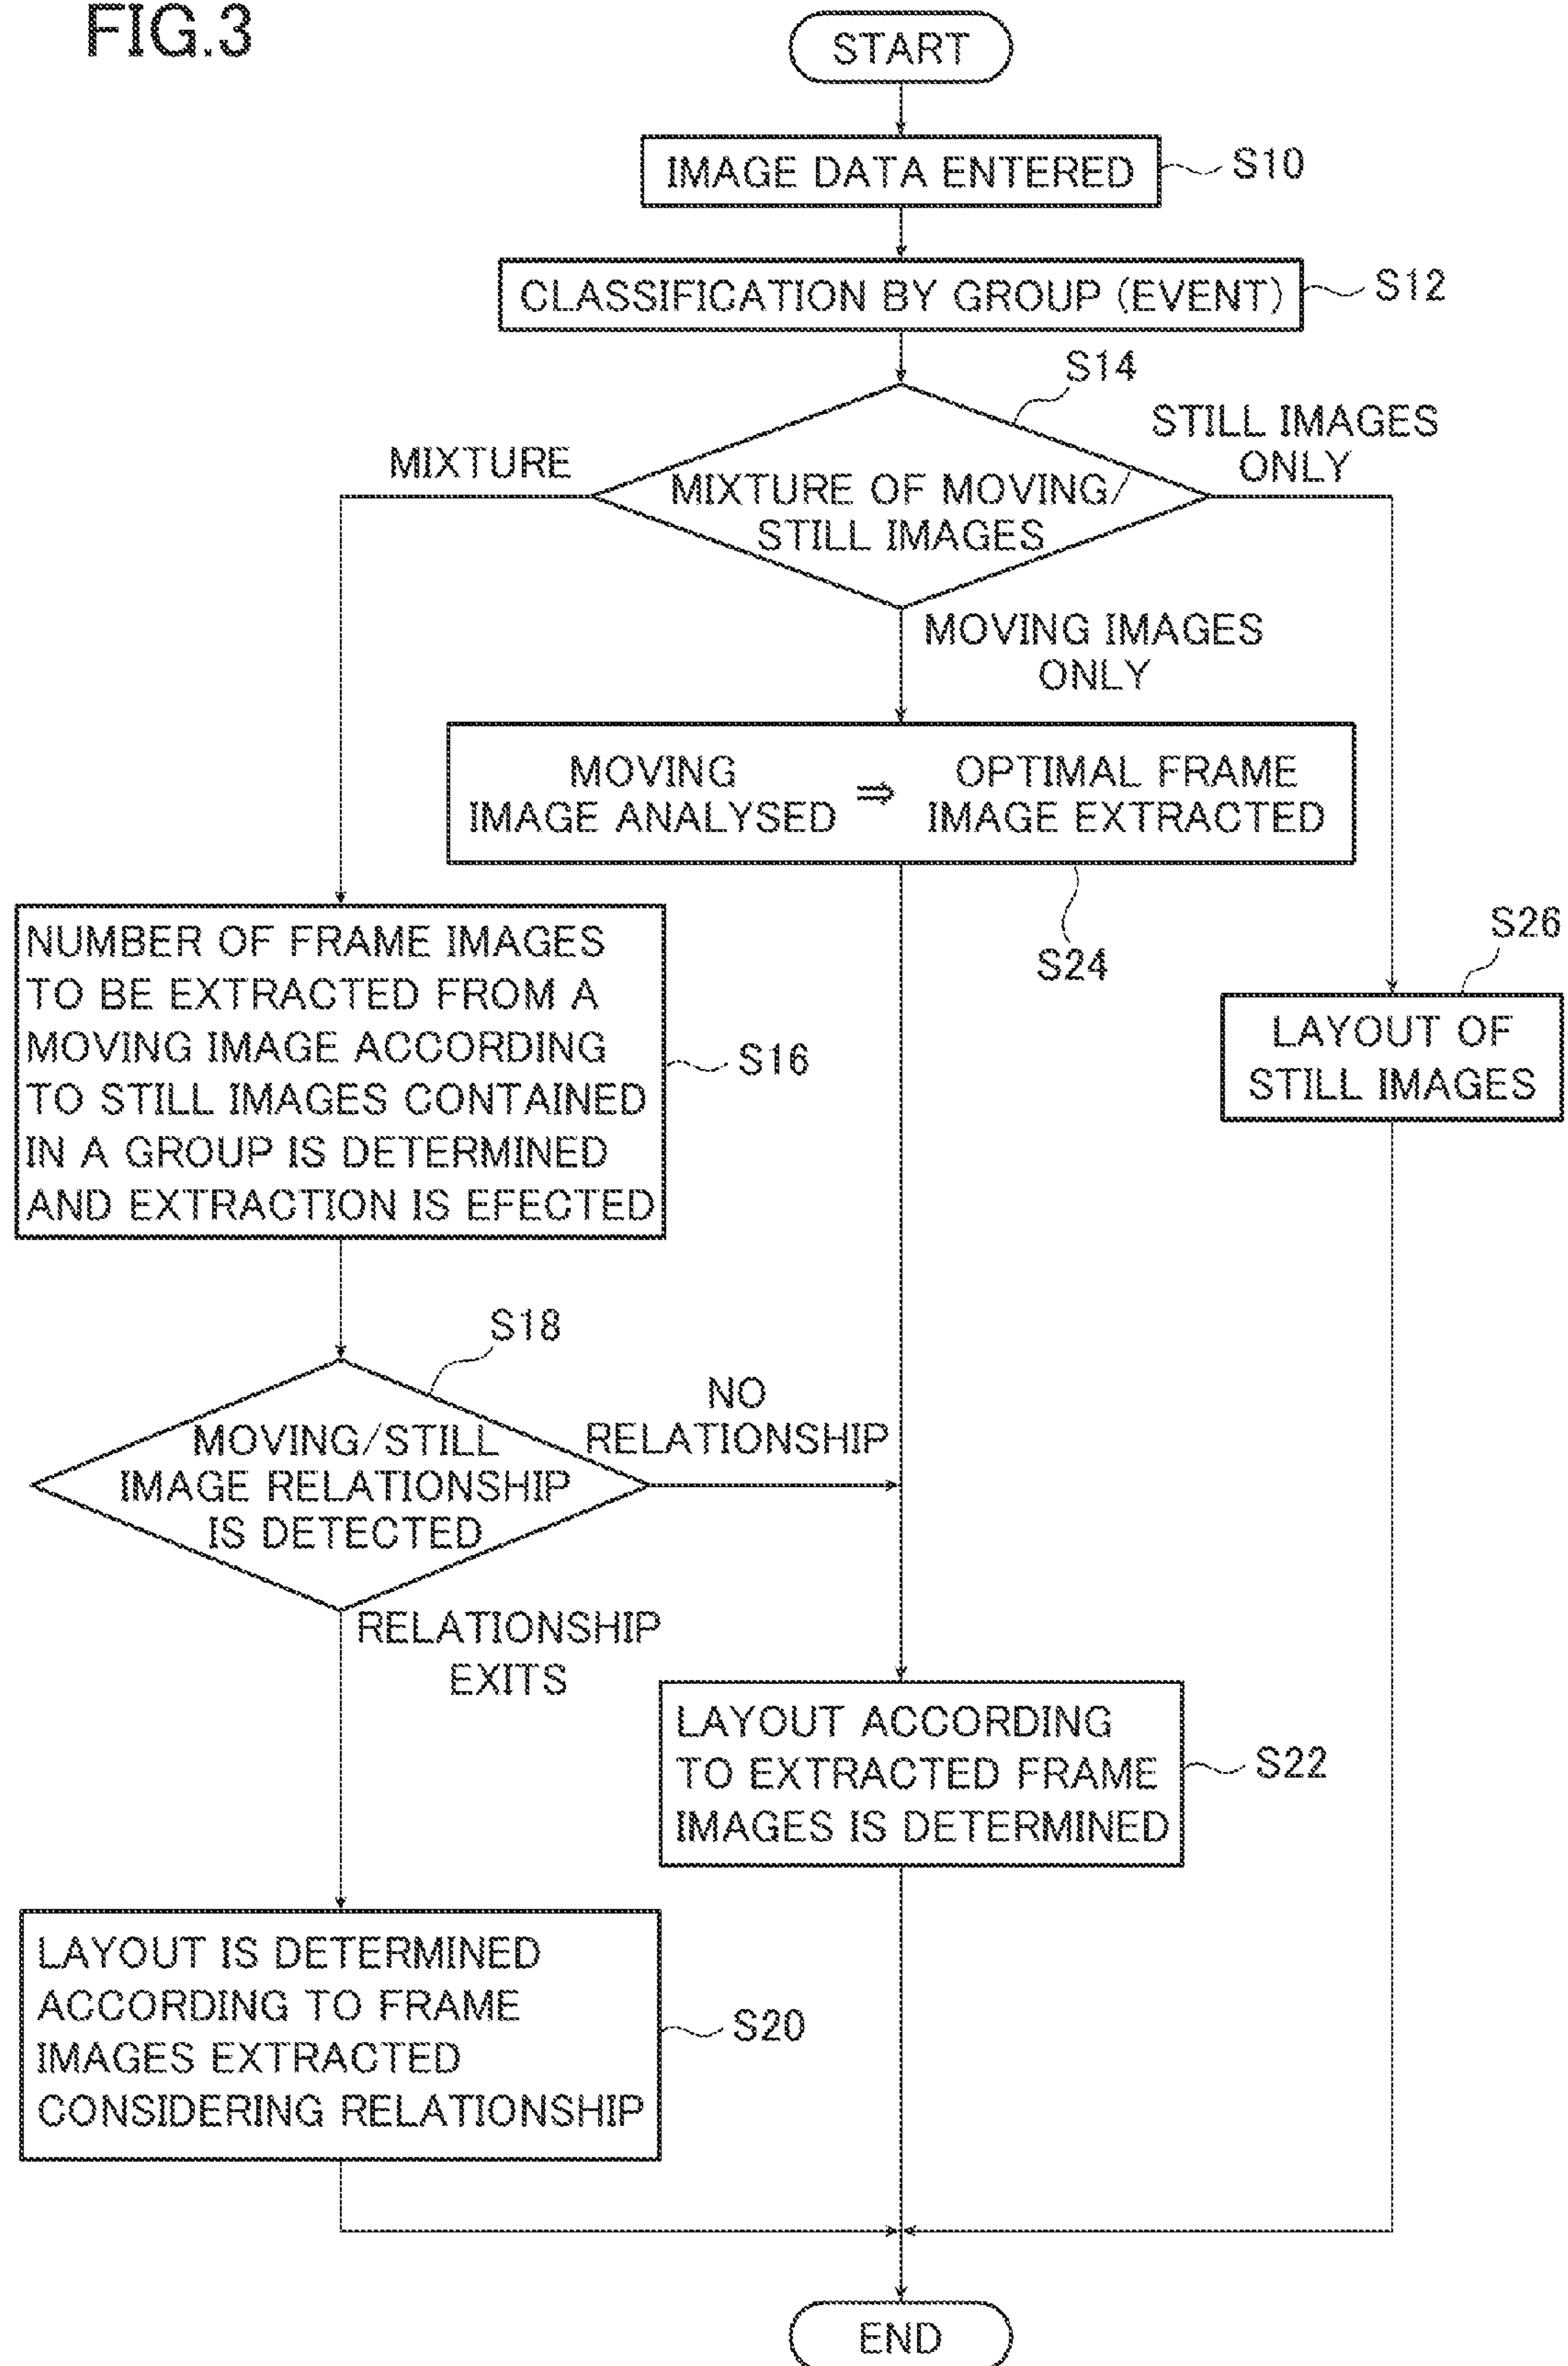 FIG.3
START
IMAGE DATA ENTERED
S10
CLASSIFICATION BY GROUP (EVENT)
S12
S14
MIXTURE OF MOVING/
STILL IMAGES
MIXTURE
STILL IMAGES
ONLY
MOVING IMAGES
ONLY
MOVING
IMAGE ANALYSED
⇒
OPTIMAL FRAME
IMAGE EXTRACTED
S24
NUMBER OF FRAME IMAGES
TO BE EXTRACTED FROM A
MOVING IMAGE ACCORDING
TO STILL IMAGES CONTAINED
IN A GROUP IS DETERMINED
AND EXTRACTION IS EFECTED
S16
S26
LAYOUT OF
STILL IMAGES
S18
MOVING/STILL
IMAGE RELATIONSHIP
IS DETECTED
NO
RELATIONSHIP
RELATIONSHIP
EXITS
LAYOUT ACCORDING
TO EXTRACTED FRAME
IMAGES IS DETERMINED
S22
LAYOUT IS DETERMINED
ACCORDING TO FRAME
IMAGES EXTRACTED
CONSIDERING RELATIONSHIP
S20
END